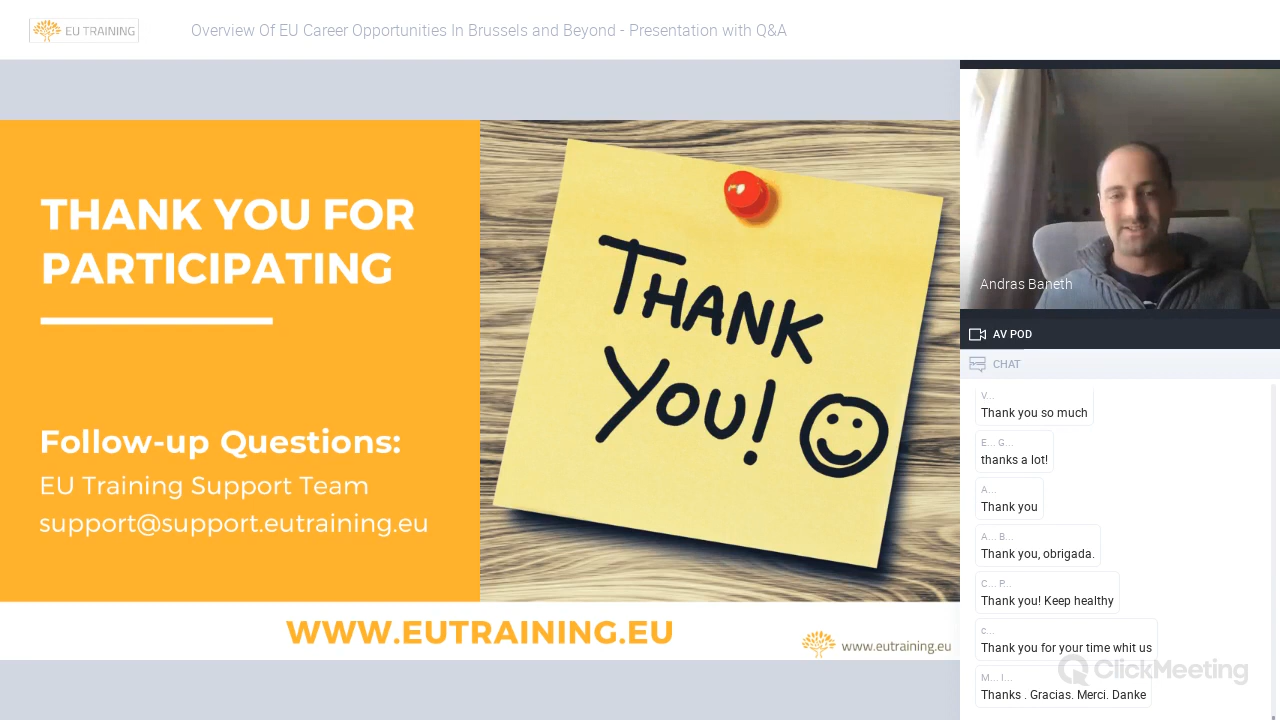 EU TRAINING
Overview Of EU Career Opportunities In Brussels and Beyond - Presentation with Q&A
THANK YOU FOR
PARTICIPATING
Follow-up Questions:
EU Training Support Team
support@support.eutraining.eu
THANK
YOU!
WWW.EUTRAINING.EU
www.eutraining.eu
Andras Baneth
AV POD
CHAT
V...
Thank you so much
E... G...
thanks a lot!
A...
Thank you
A... B...
Thank you, obrigada.
C... P...
Thank you! Keep healthy
c...
Thank you for your time whit us
M... I...
Thanks . Gracias. Merci. Danke
ClickMeeting